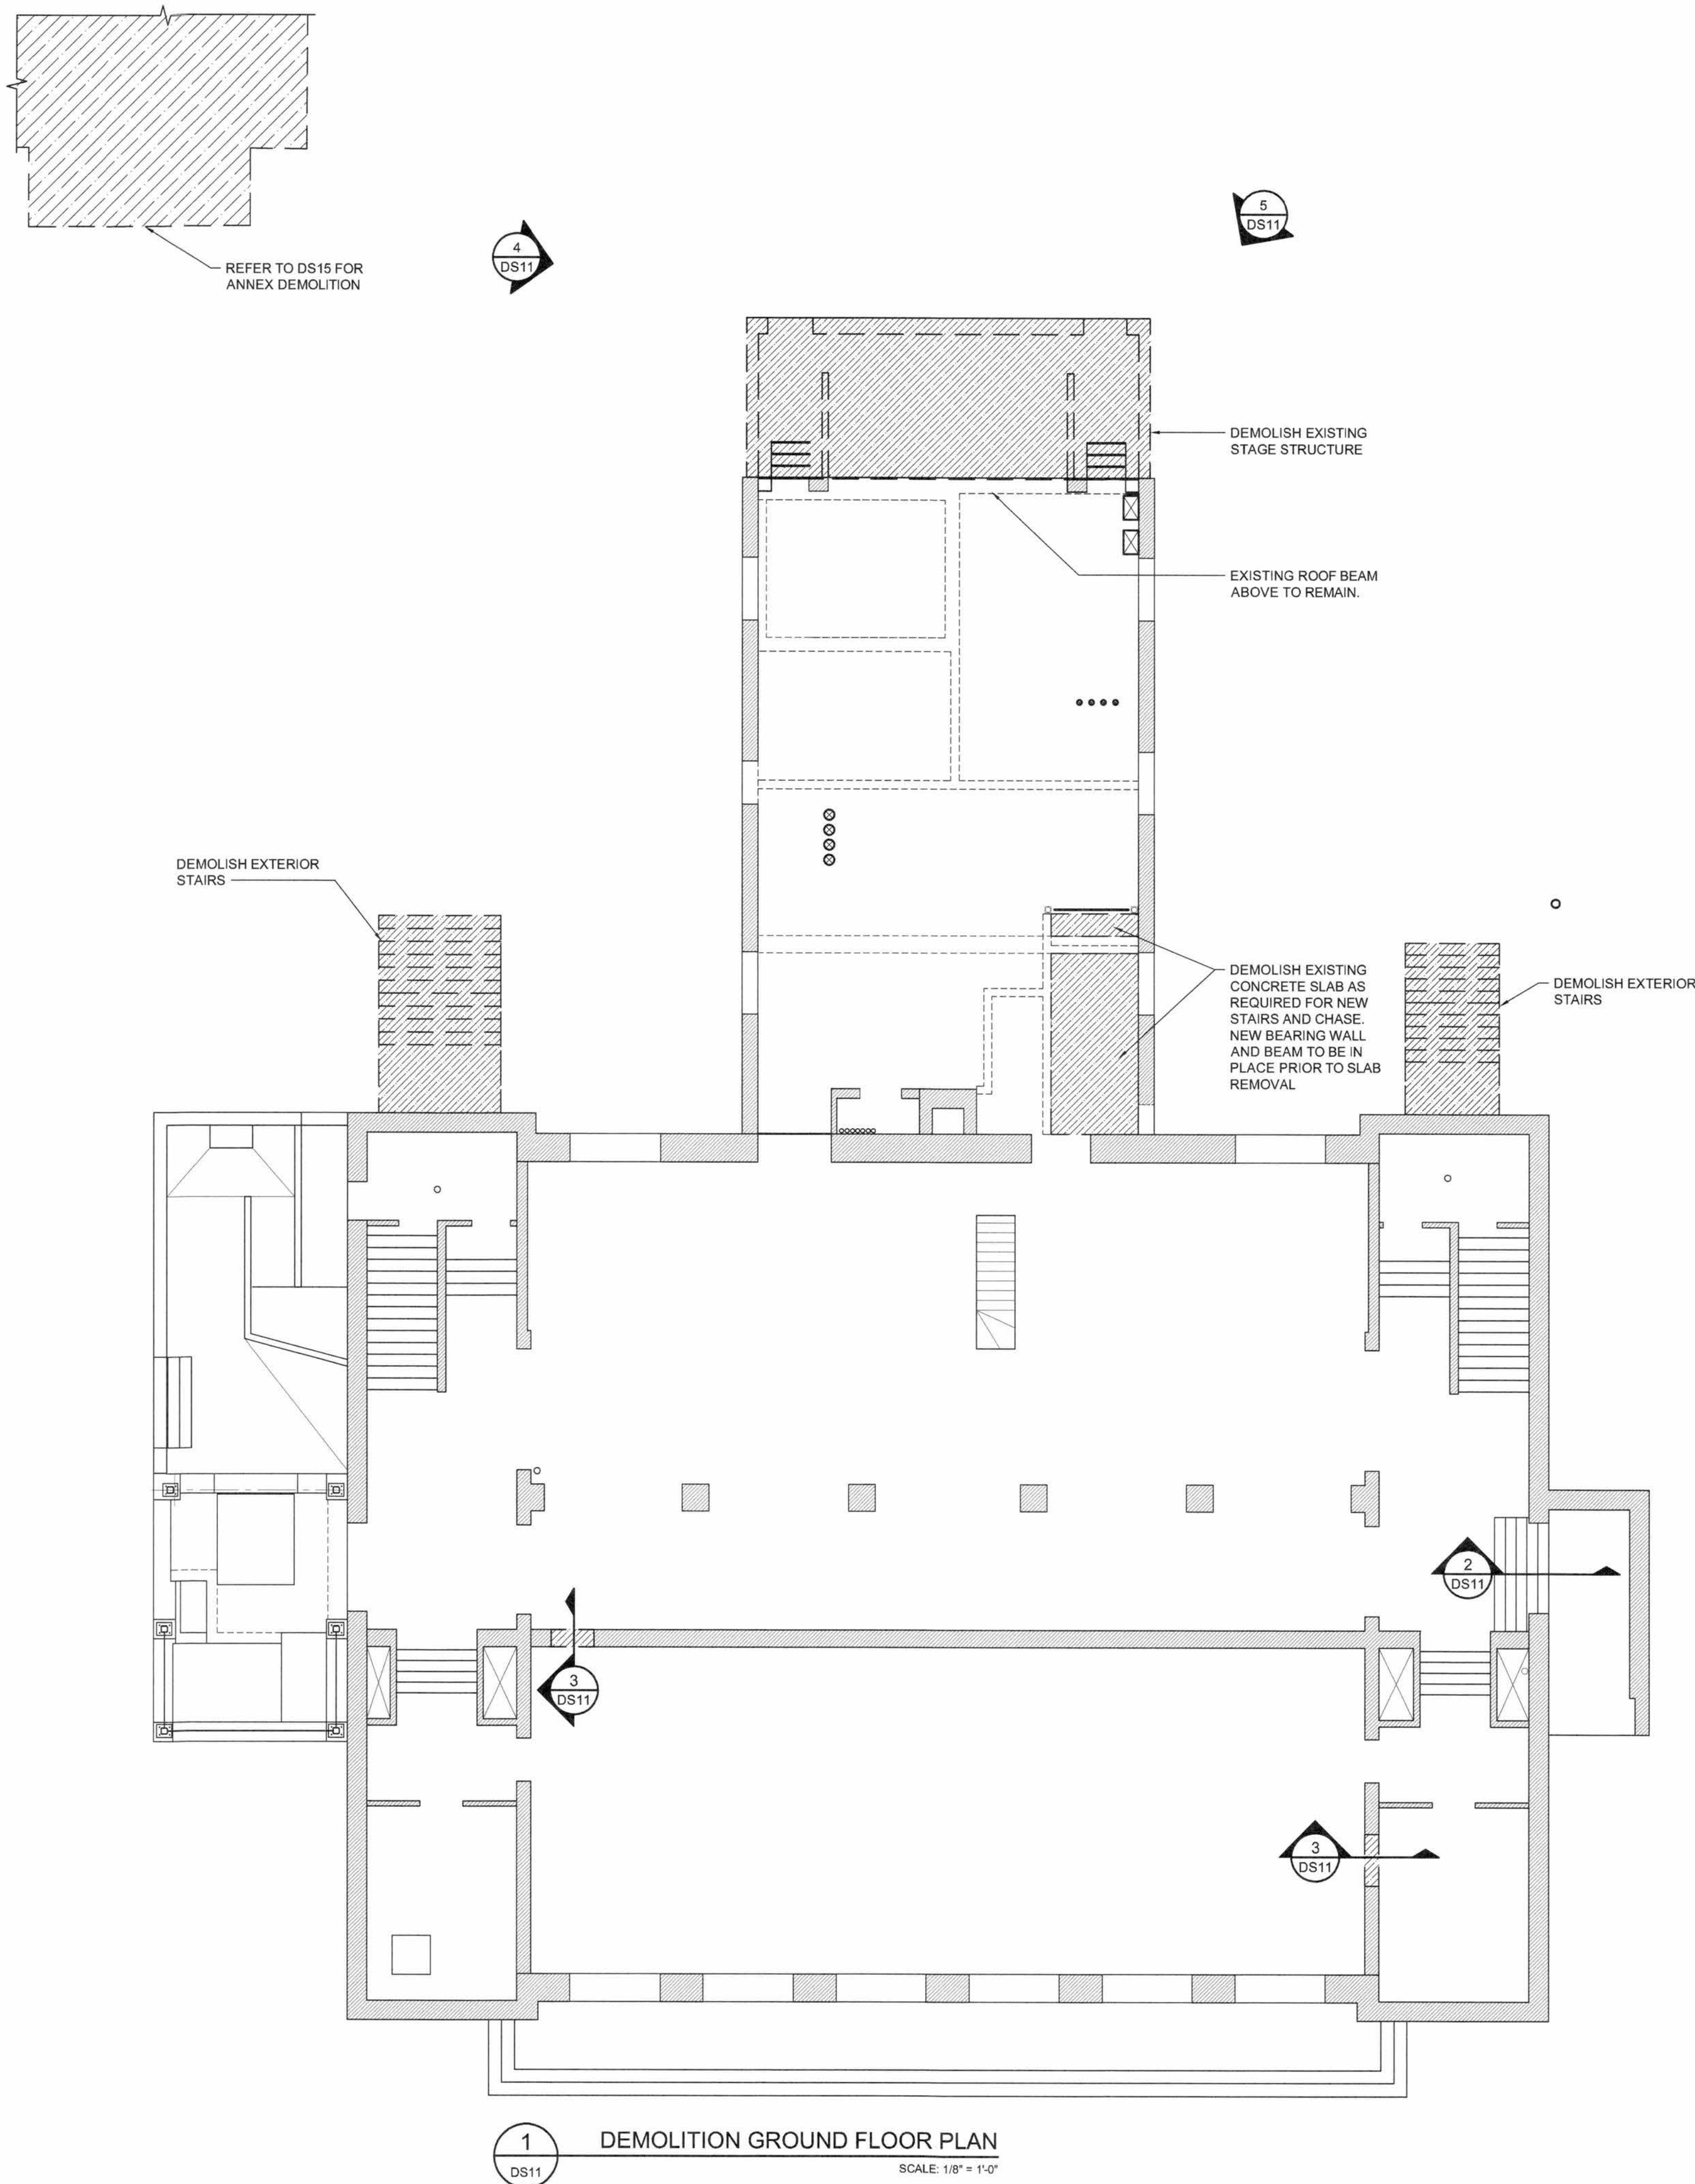 REFER TO DS15 FOR
ANNEX DEMOLITION
4
DS11
5
DS11
DEMOLISH EXISTING
STAGE STRUCTURE
EXISTING ROOF BEAM
ABOVE TO REMAIN.
DEMOLISH EXTERIOR
STAIRS
DEMOLISH EXISTING
CONCRETE SLAB AS
REQUIRED FOR NEW
STAIRS AND CHASE.
NEW BEARING WALL
AND BEAM TO BE IN
PLACE PRIOR TO SLAB
REMOVAL
DEMOLISH EXTERIOR
STAIRS
2
DS11
3
DS11
3
DS11
1
DS11
DEMOLITION GROUND FLOOR PLAN
SCALE: 1/8" = 1'-0"